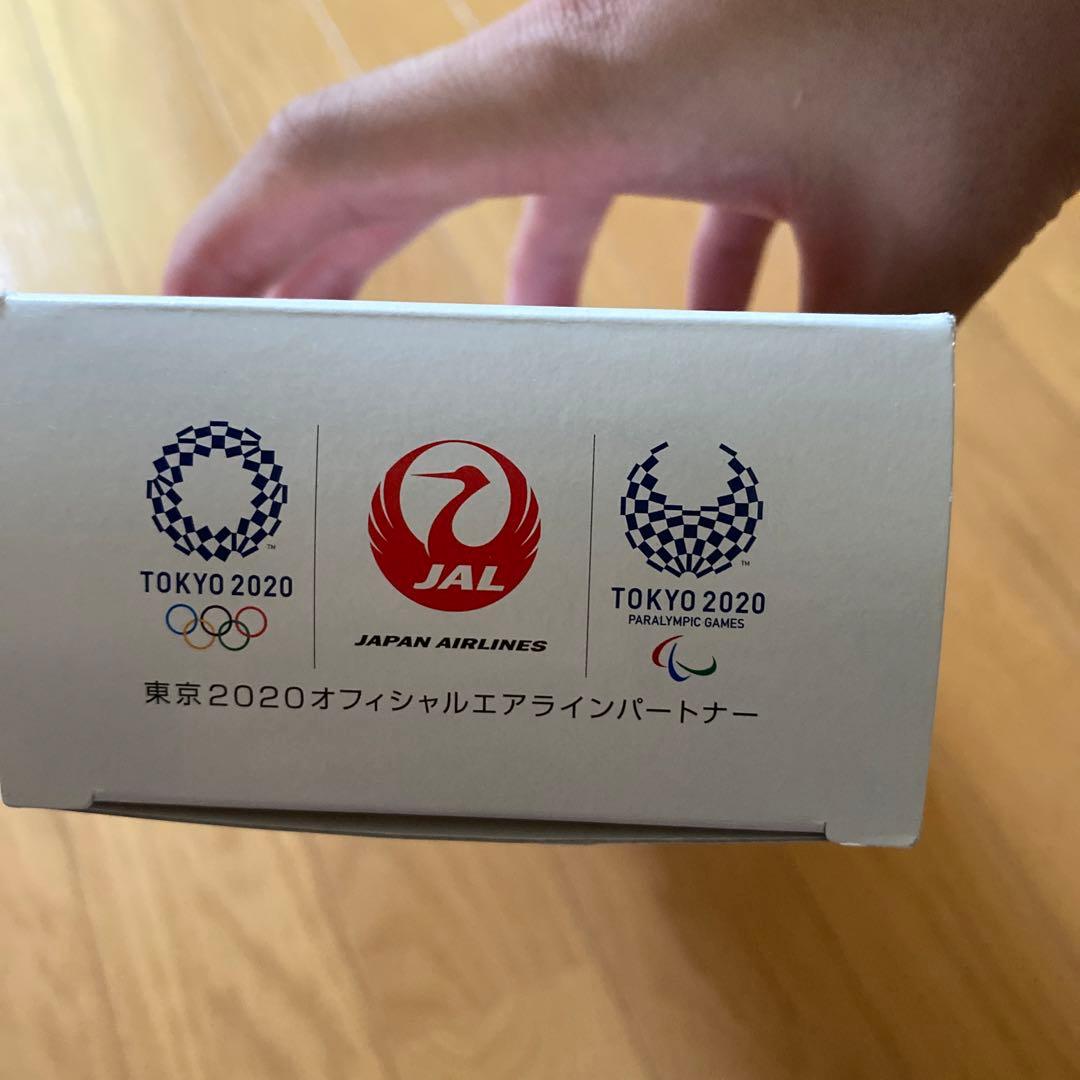 TOKYO 2020
JAL
JAPAN AIRLINES
TOKYO 2020
PARALYMPIC GAMES
東京2020オフィシャルエアラインパートナー